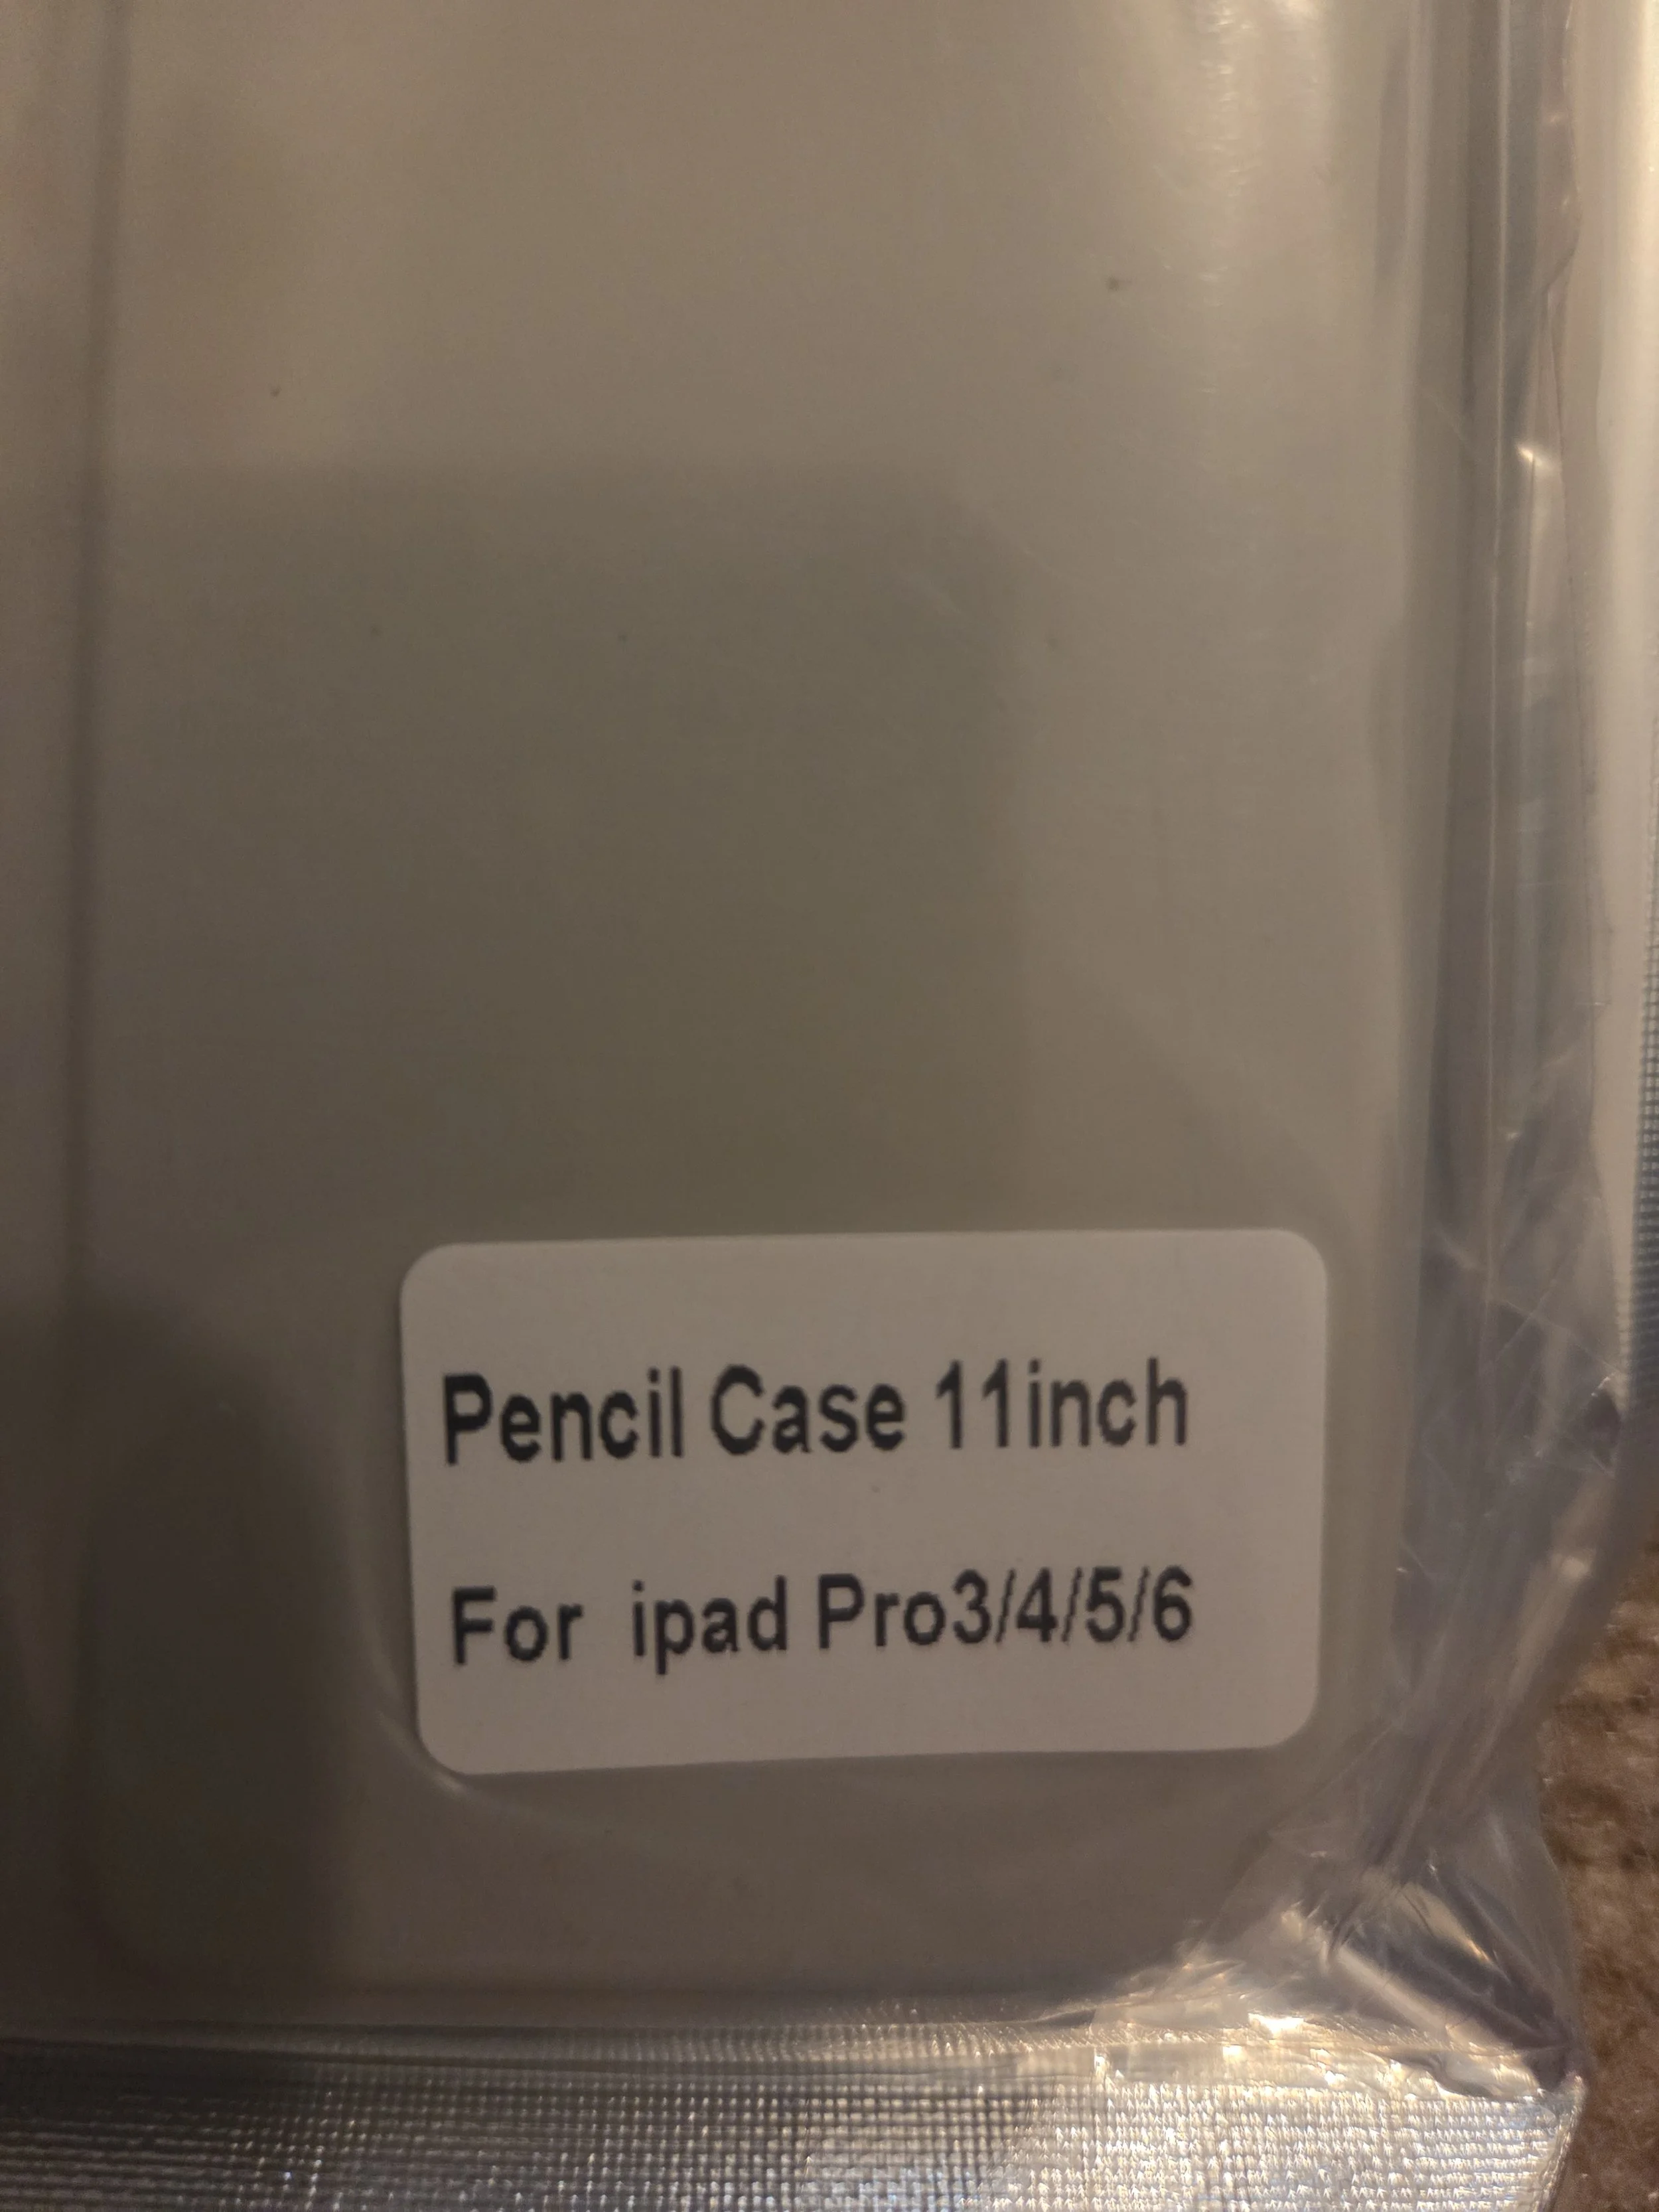 Pencil Case 11inch
For ipad Pro3/4/5/6